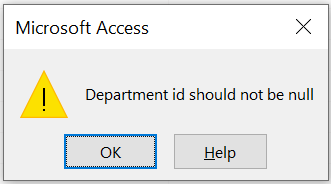 Microsoft Access
Department id should not be null
OK
Help